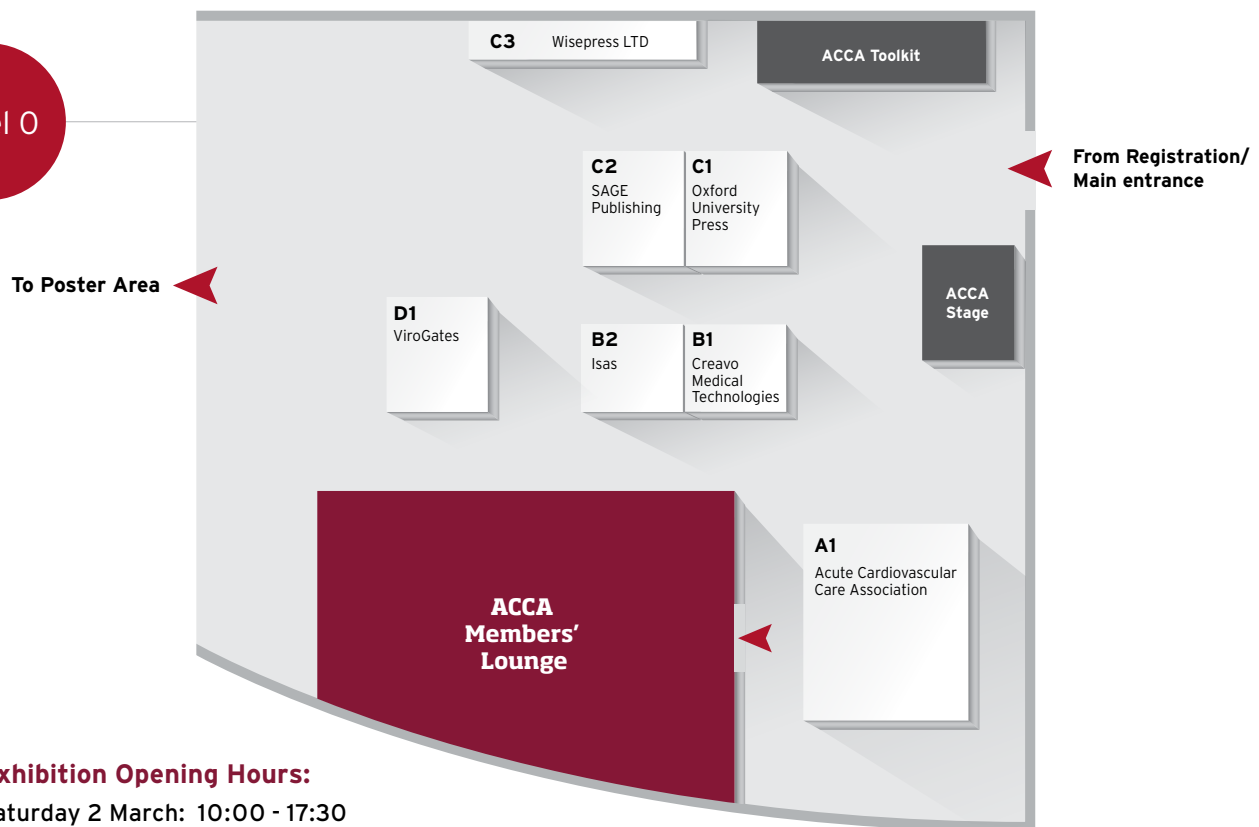 C3 Wisepress LTD
ACCA Toolkit
el 0
From Registration/
Main entrance
C2
SAGE
Publishing
C1
Oxford
University
Press
To Poster Area
ACCA
Stage
D1
ViroGates
B2
Isas
B1
Creavo
Medical
Technologies
A1
Acute Cardiovascular
Care Association
ACCA
Members’
Lounge
xhibition Opening Hours:
aturday 2 March: 10:00 - 17:30